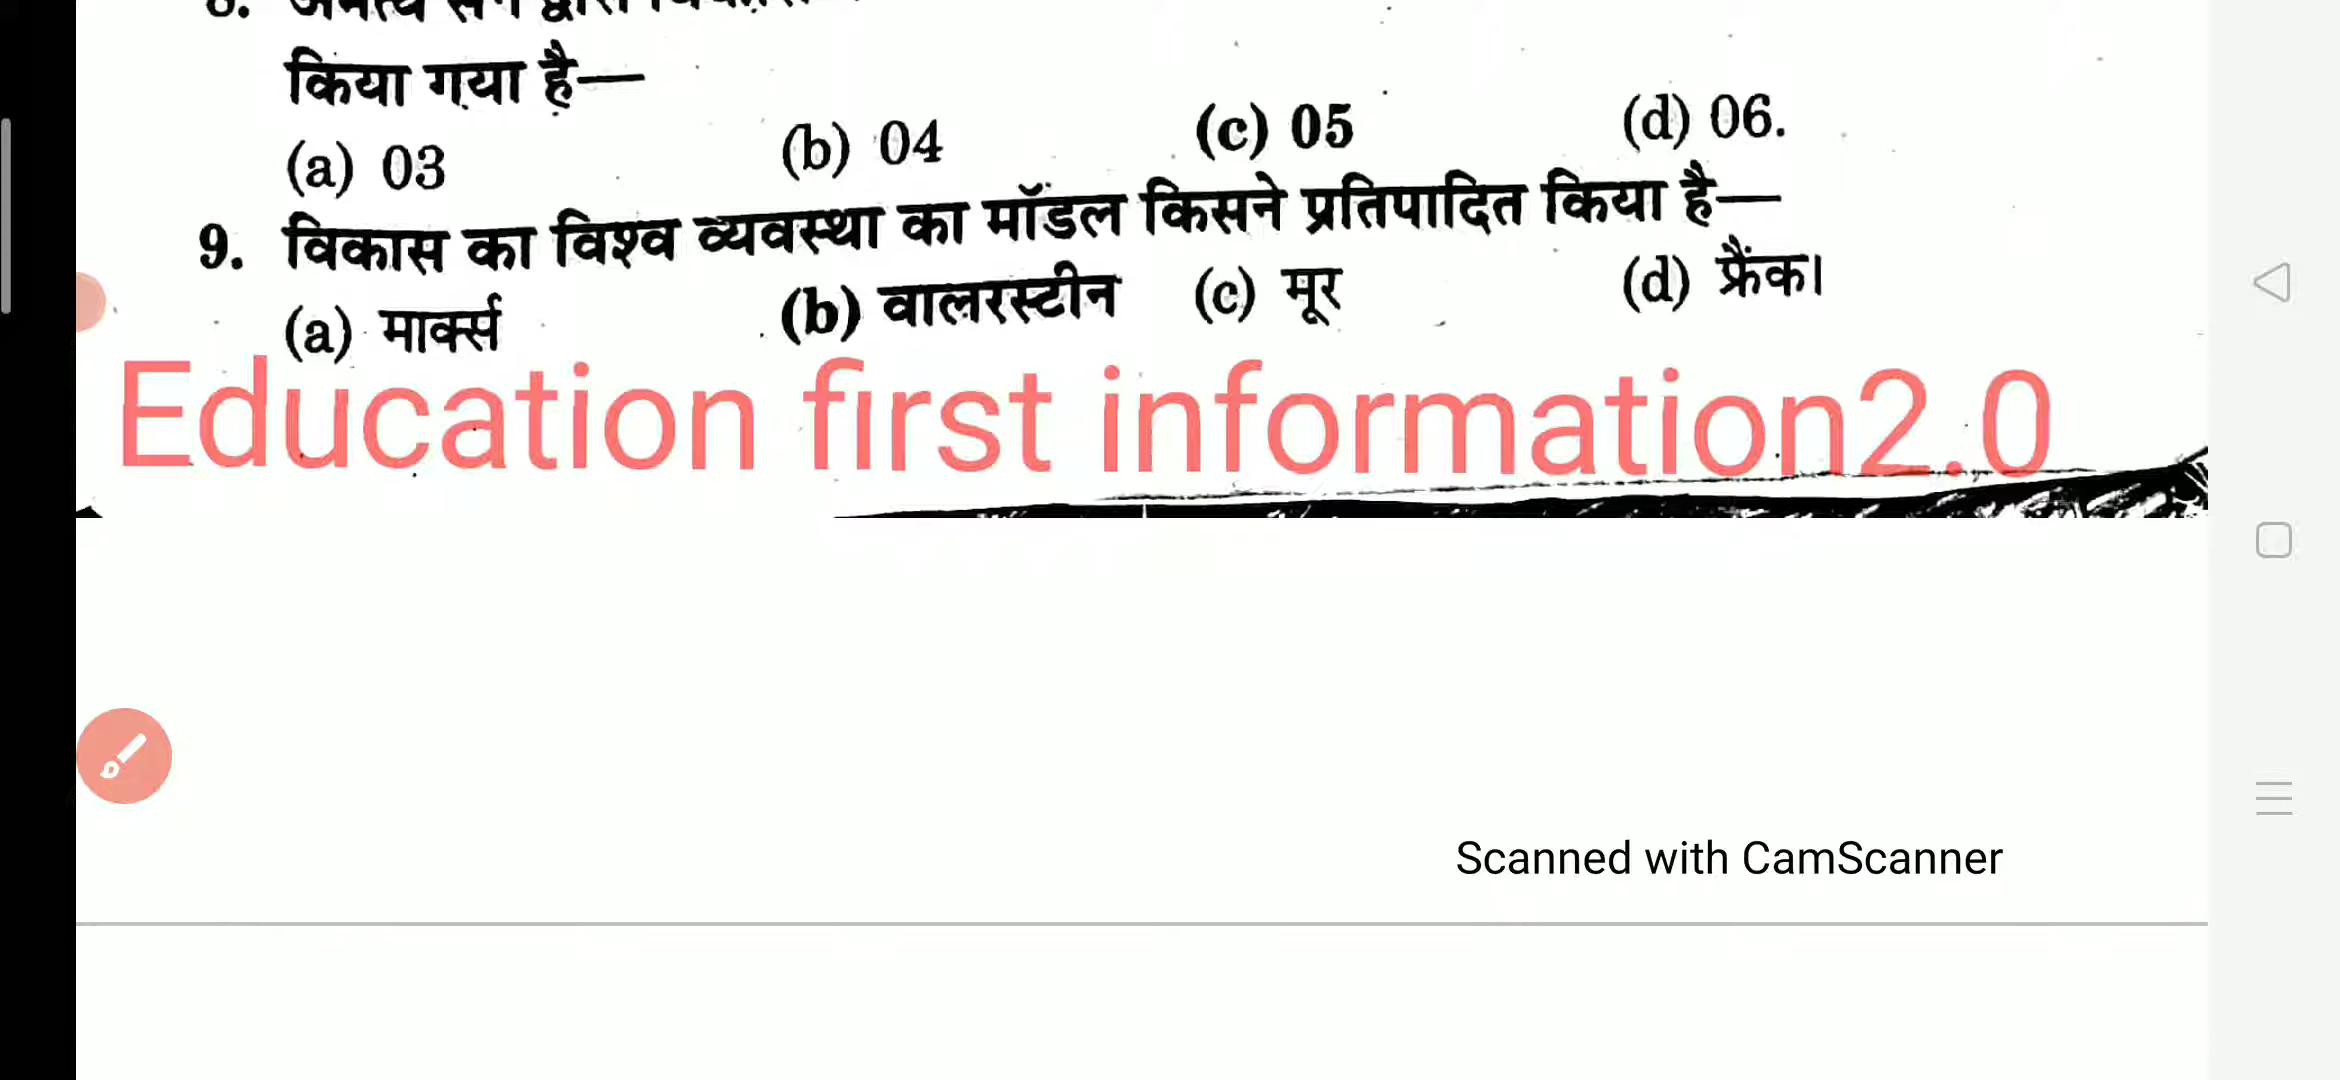 किया गया है—
(a) 03 (b) 04 (c) 05 (d) 06.
9. विकास का विश्व व्यवस्था का मॉडल किसने प्रतिपादित किया है—
(a) मार्क्स (b) वालरस्टीन (c) मूर (d) फ्रैंक।
Education first information2.0
Scanned with CamScanner